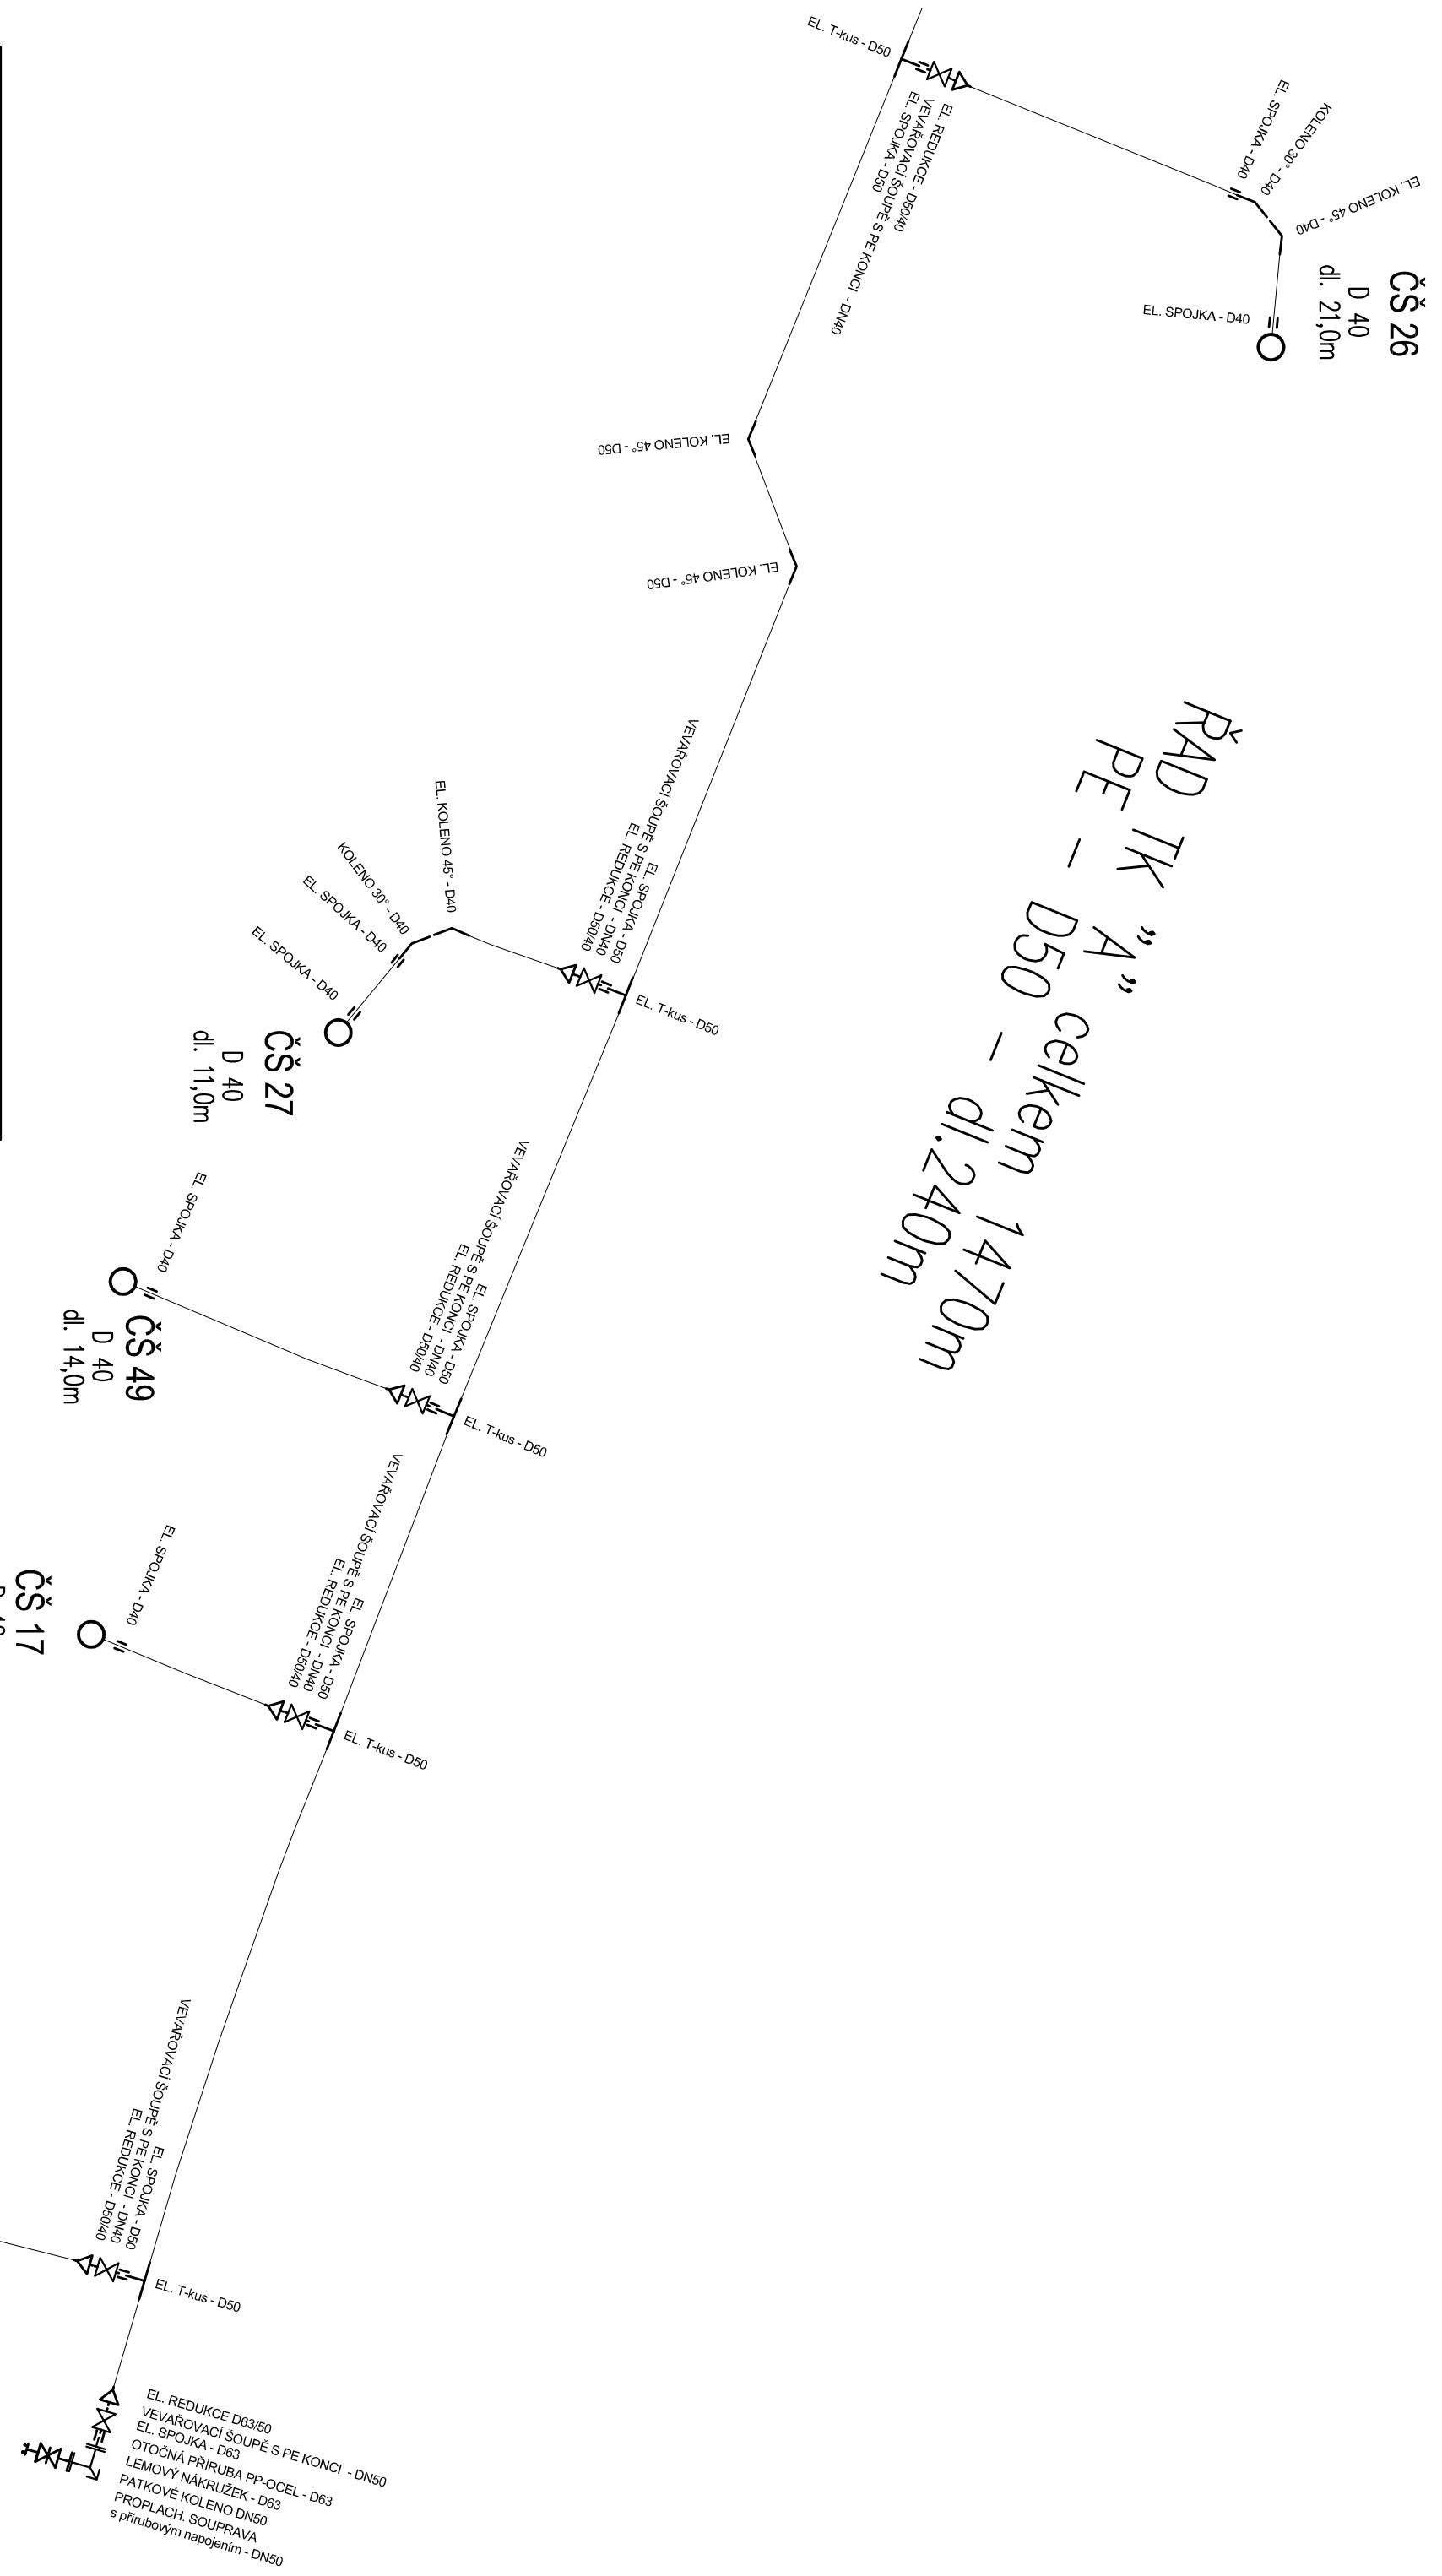 EL. T-kus - D50
EL. REDUKCE - D50/40
VEVAŘOVACÍ ŠOUPĚ S PE KONCI - DN40
EL. SPOJKA - D50
EL. SPOJKA - D40
KOLENO 30° - D40
EL. KOLENO 45° - D40
EL. SPOJKA - D40
ČŠ 26
D 40
dl. 21,0m
EL. KOLENO 45° - D50
EL. KOLENO 45° - D50
ŘAD TK "A" celkem 1470m
PE - D50 - dl.240m
EL. SPOJKA - D50
VEVAŘOVACÍ ŠOUPĚ S PE KONCI - DN40
EL. REDUKCE - D50/40
EL. T-kus - D50
EL. KOLENO 45° - D40
KOLENO 30° - D40
EL. SPOJKA - D40
EL. SPOJKA - D40
ČŠ 27
D 40
dl. 11,0m
EL. SPOJKA - D50
VEVAŘOVACÍ ŠOUPĚ S PE KONCI - DN40
EL. REDUKCE - D50/40
EL. T-kus - D50
EL. SPOJKA - D40
ČŠ 49
D 40
dl. 14,0m
EL. SPOJKA - D50
VEVAŘOVACÍ ŠOUPĚ S PE KONCI - DN40
EL. REDUKCE - D50/40
EL. T-kus - D50
EL. SPOJKA - D40
ČŠ 17
EL. SPOJKA - D50
VEVAŘOVACÍ ŠOUPĚ S PE KONCI - DN40
EL. REDUKCE - D50/40
EL. T-kus - D50
EL. REDUKCE D63/50
VEVAŘOVACÍ ŠOUPĚ S PE KONCI - DN50
EL. SPOJKA - D63
OTOČNÁ PŘÍRUBA PP-OCEL - D63
LEMOVÝ NÁKRUŽEK - D63
PATKOVÉ KOLENO DN50
PROPLACH. SOUPRAVA
s přírubovým napojením - DN50